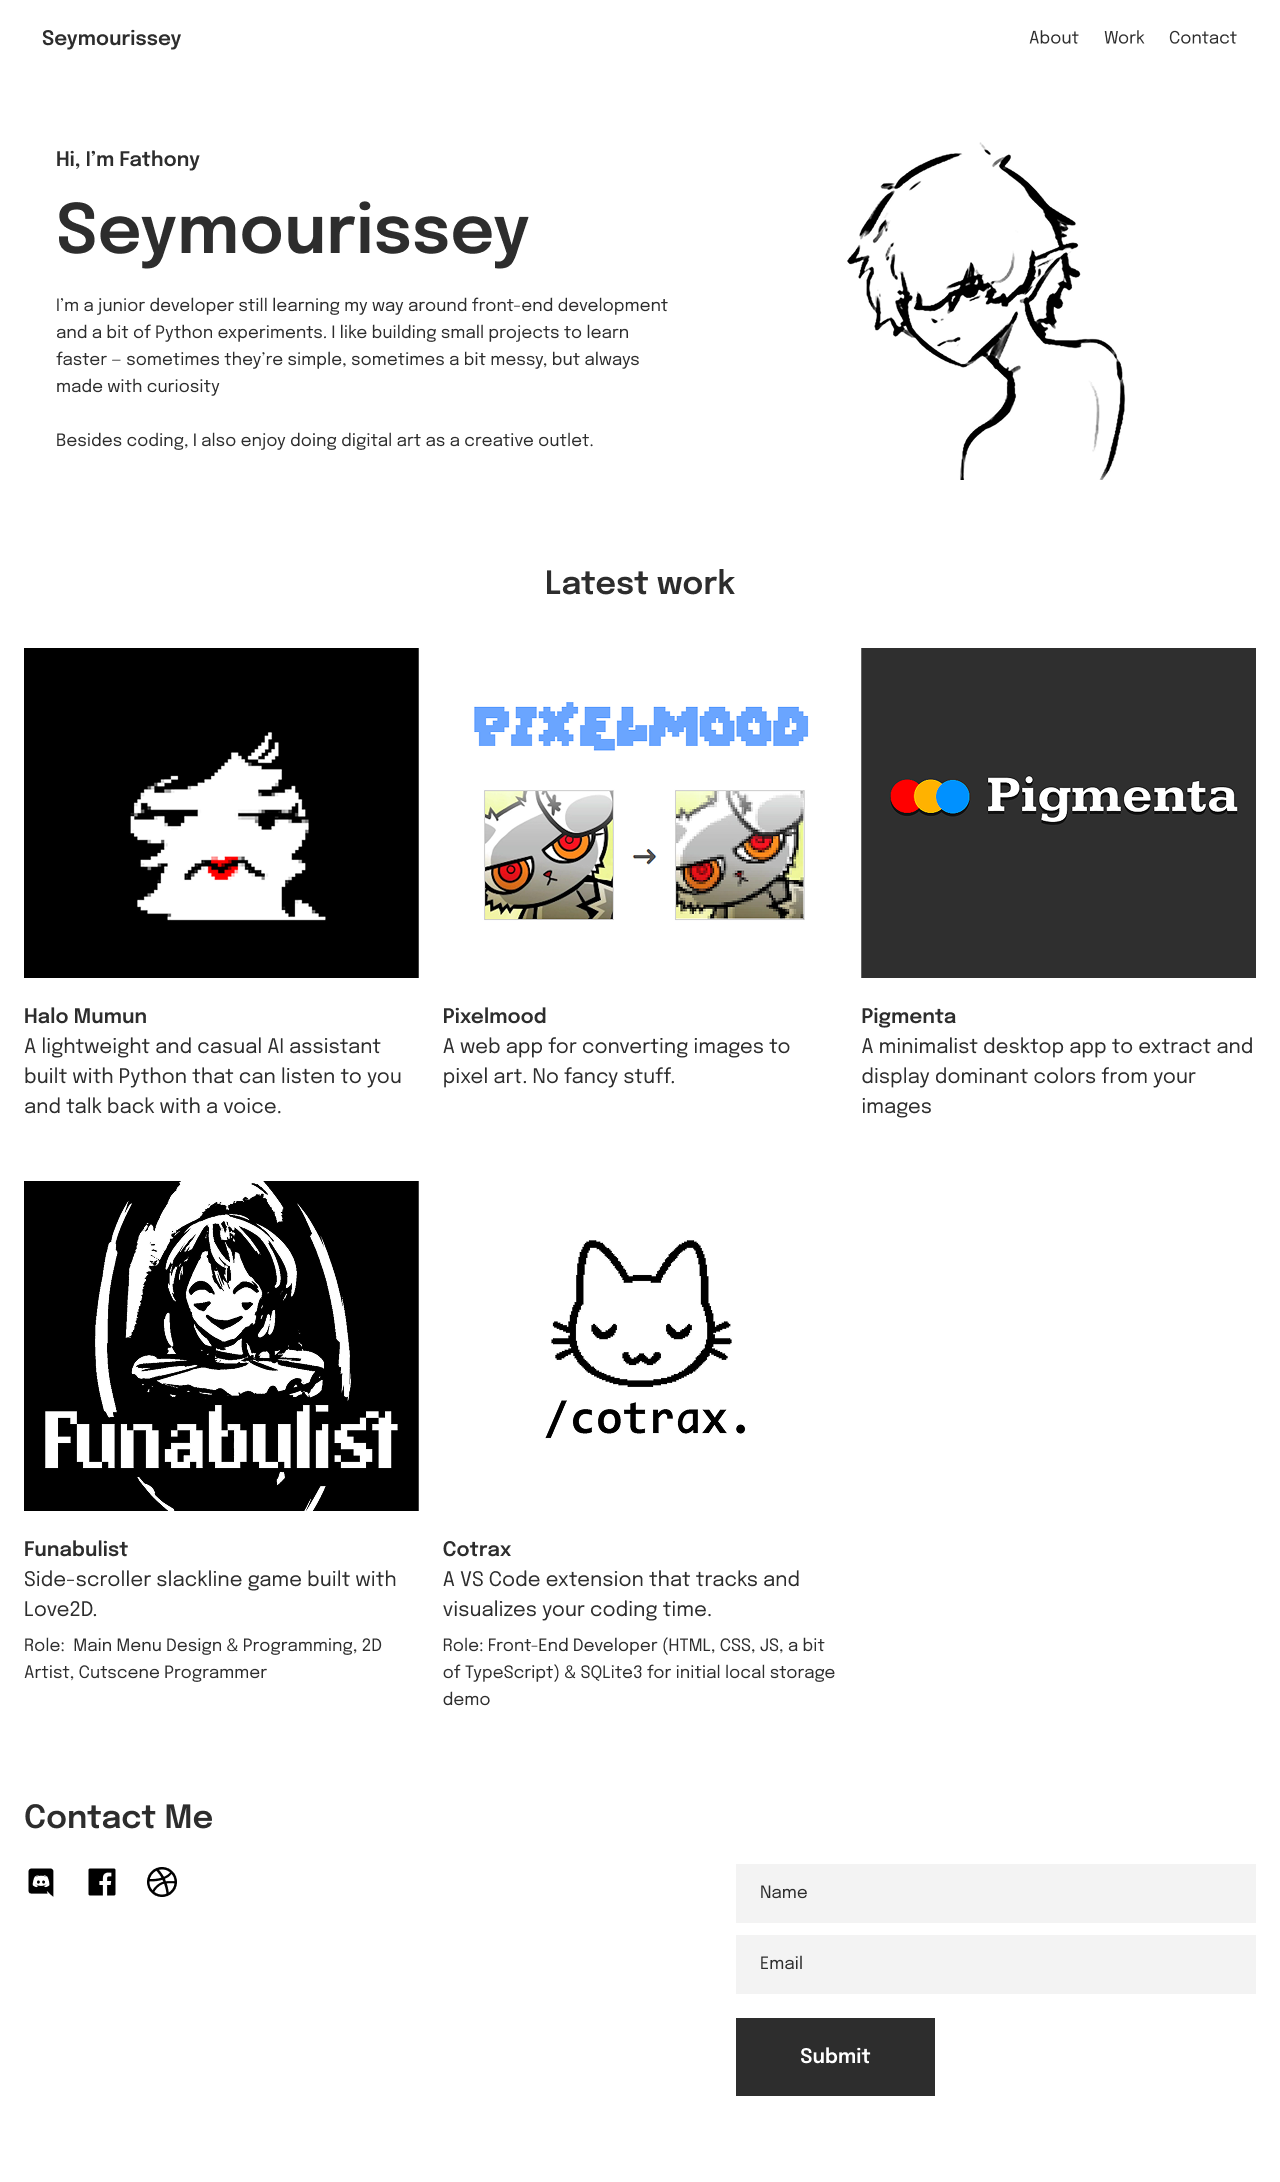 Seymourissey
About Work Contact
Hi, I’m Fathony
Seymourissey
I’m a junior developer still learning my way around front-end development
and a bit of Python experiments. I like building small projects to learn
faster — sometimes they’re simple, sometimes a bit messy, but always
made with curiosity
Besides coding, I also enjoy doing digital art as a creative outlet.
Latest work
PIXELMOOD
Pigmenta
Halo Mumun
A lightweight and casual AI assistant
built with Python that can listen to you
and talk back with a voice.
Pixelmood
A web app for converting images to
pixel art. No fancy stuff.
Pigmenta
A minimalist desktop app to extract and
display dominant colors from your
images
Funabulist
/cotrax.
Funabulist
Side-scroller slackline game built with
Love2D.
Role:  Main Menu Design & Programming, 2D
Artist, Cutscene Programmer
Cotrax
A VS Code extension that tracks and
visualizes your coding time.
Role: Front-End Developer (HTML, CSS, JS, a bit
of TypeScript) & SQLite3 for initial local storage
demo
Contact Me
Name
Email
Submit